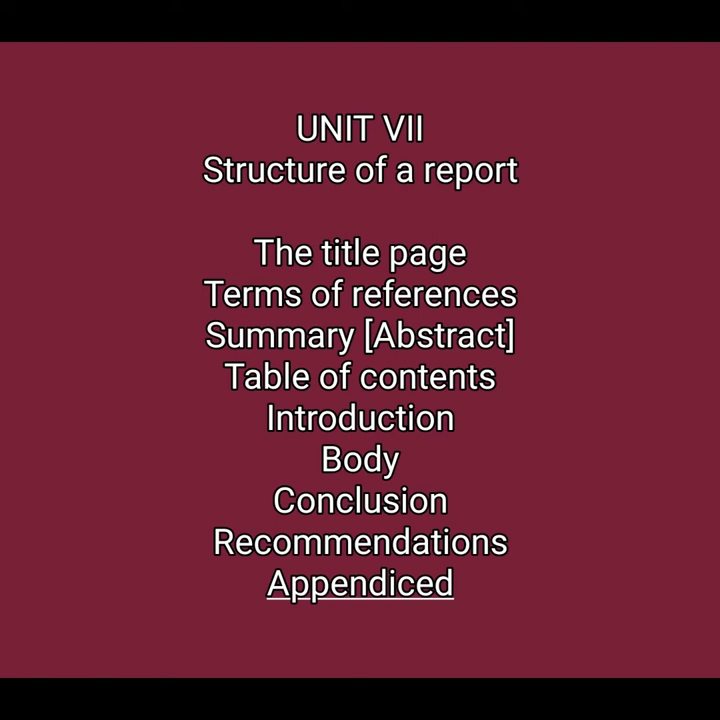 UNIT VII
Structure of a report
The title page
Terms of references
Summary [Abstract]
Table of contents
Introduction
Body
Conclusion
Recommendations
Appendiced